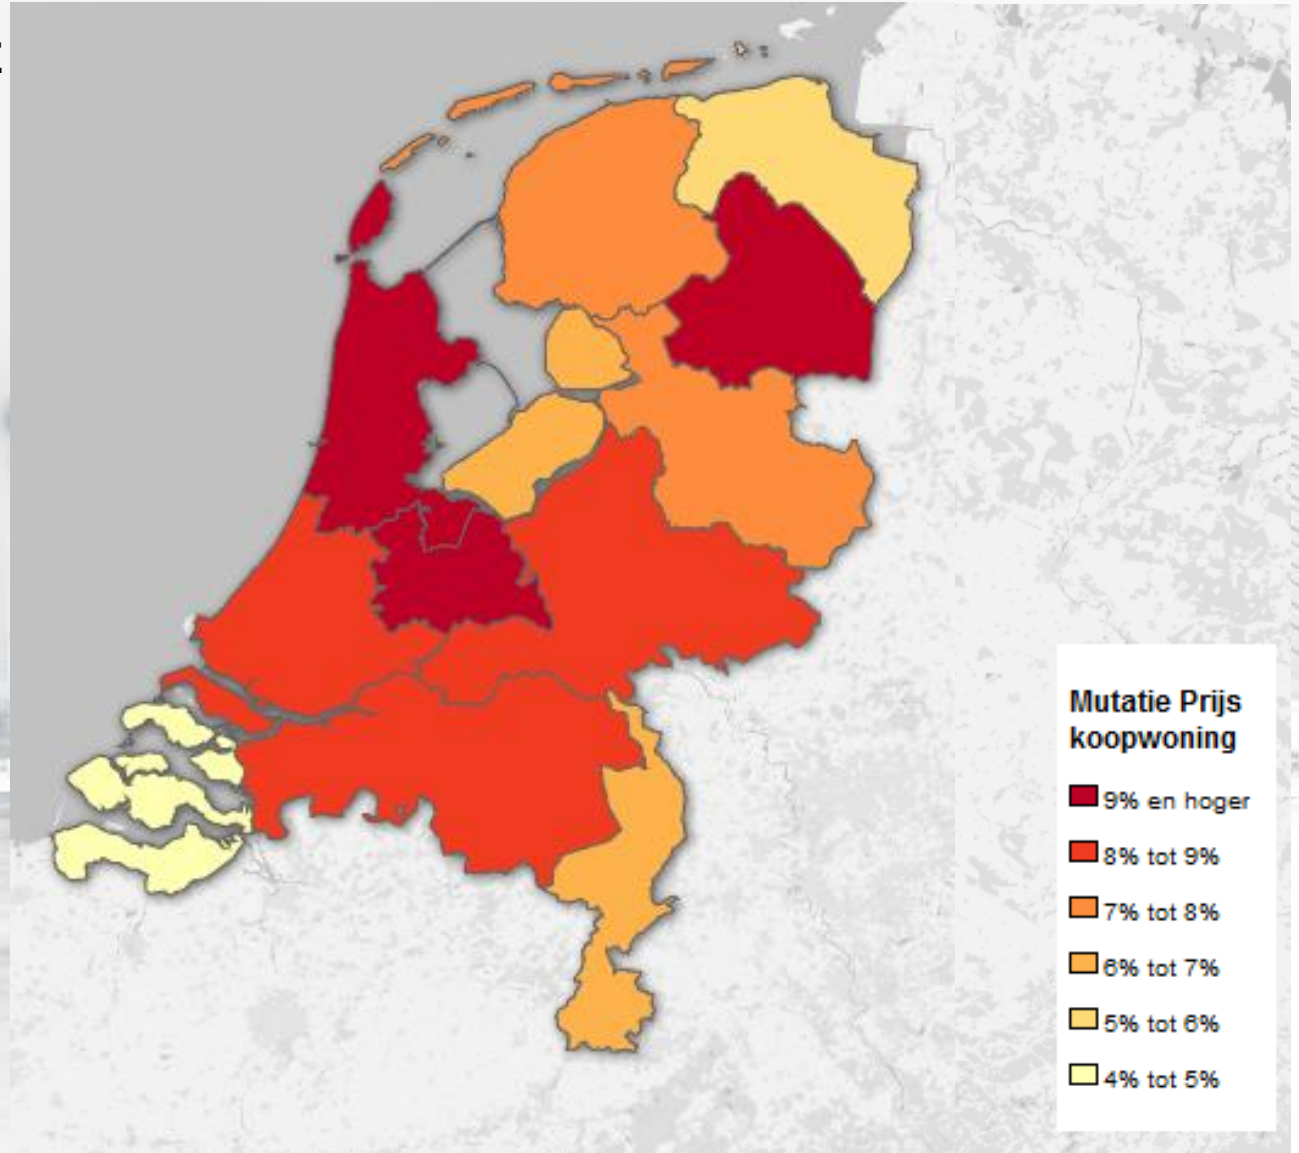 Mutatie Prijs
koopwoning
9% en hoger
8% tot 9%
7% tot 8%
6% tot 7%
5% tot 6%
4% tot 5%